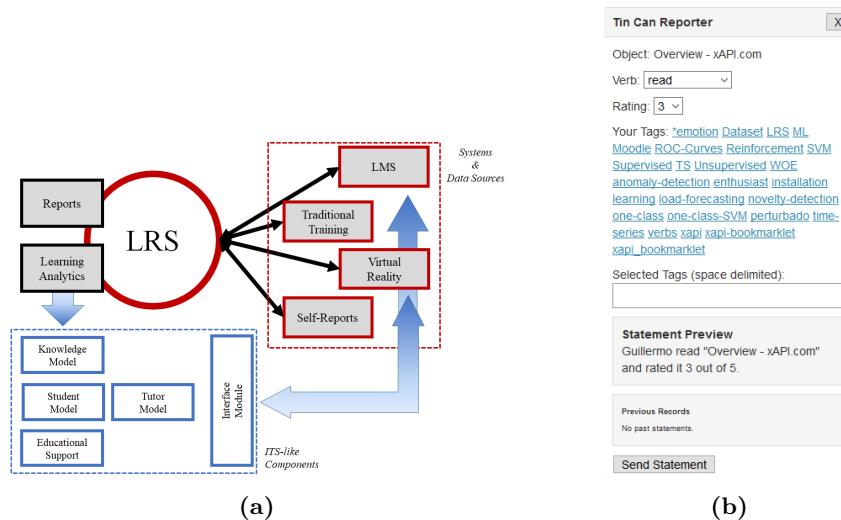 Reports
Learning
Analytics
LRS
LMS
Traditional
Training
Virtual
Reality
Self-Reports
Systems
&
Data Sources
Knowledge
Model
Student
Model
Tutor
Model
Educational
Support
Interface
Module
ITS-like
Components
(a)
Tin Can Reporter
X
Object: Overview - xAPI.com
Verb: read
Rating: 3
Your Tags: *emotion Dataset LRS ML
Moodle ROC-Curves Reinforcement SVM
Supervised TS Unsupervised WOE
anomaly-detection enthusiast installation
learning load-forecasting novelty-detection
one-class one-class-SVM perturbado time-
series verbs xapi xapi-bookmarklet
xapi_bookmarklet
Selected Tags (space delimited):
Statement Preview
Guillermo read "Overview - xAPI.com"
and rated it 3 out of 5.
Previous Records
No past statements.
Send Statement
(b)